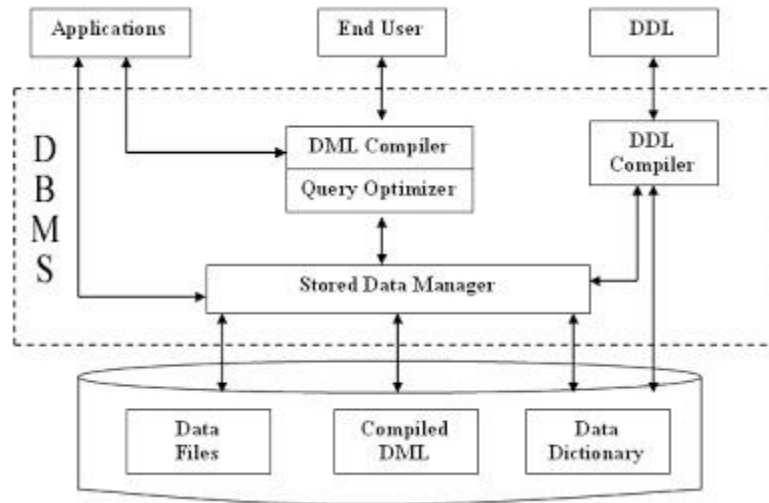 Applications
End User
DDL
DBMS
DML Compiler
Query Optimizer
DDL
Compiler
Stored Data Manager
Data
Files
Compiled
DML
Data
Dictionary